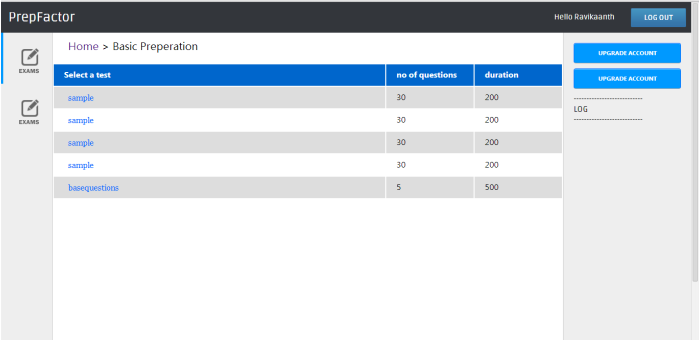 PrepFactor
Hello Ravikaanth
LOG OUT
EXAMS
EXAMS
Home > Basic Preperation
Select a test no of questions duration
sample 30 200
sample 30 200
sample 30 200
sample 30 200
basequestions 5 500
UPGRADE ACCOUNT
UPGRADE ACCOUNT
---------------------------
LOG
---------------------------